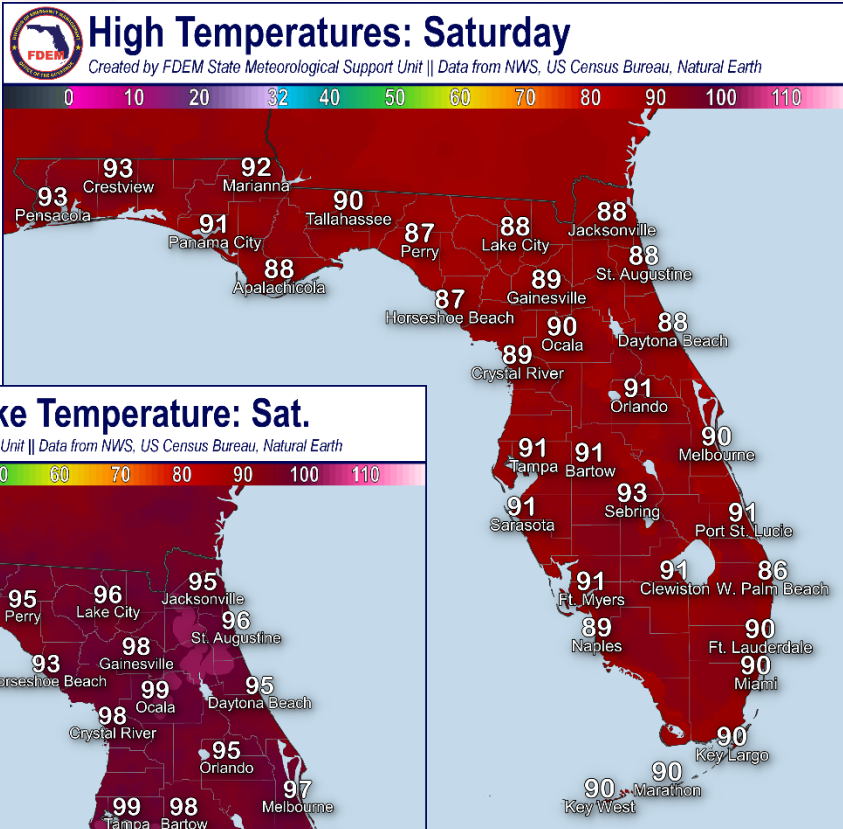 FDEM
High Temperatures: Saturday
Created by FDEM State Meteorological Support Unit || Data from NWS, US Census Bureau, Natural Earth
0 10 20 32 40 50 60 70 80 90 100 110
93
Crestview
92
Marianna
93
Pensacola
90
Tallahassee
91
Panama City
87
Perry
88
Lake City
88
Jacksonville
88
Apalachicola
88
St. Augustine
89
Gainesville
87
Horseshoe Beach
90
Ocala
88
Daytona Beach
89
Crystal River
91
Orlando
90
Melbourne
91
Tampa
91
Bartow
93
Sebring
91
Sarasota
91
Port St. Lucie
91
Ft. Myers
91
Clewiston
86
W. Palm Beach
89
Naples
90
Ft. Lauderdale
90
Miami
90
Key Largo
90
Marathon
90
Key West
ke Temperature: Sat.
Unit || Data from NWS, US Census Bureau, Natural Earth
0 60 70 80 90 100 110
95
Perry
96
Lake City
95
Jacksonville
96
St. Augustine
98
Gainesville
93
orseshoe Beach
99
Ocala
95
Daytona Beach
98
Crystal River
95
Orlando
97
Melbourne
99
Tampa
98
Bartow